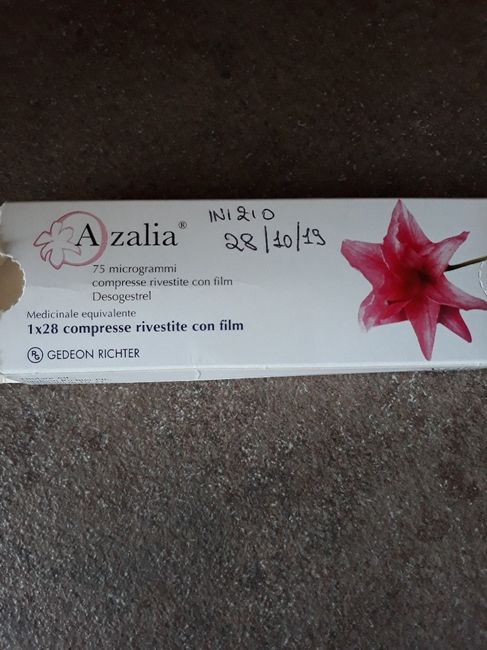 Azalia®
INIZIO
28/10/19
75 microgrammi
compresse rivestite con film
Desogestrel
Medicinale equivalente
1x28 compresse rivestite con film
GEDEON RICHTER